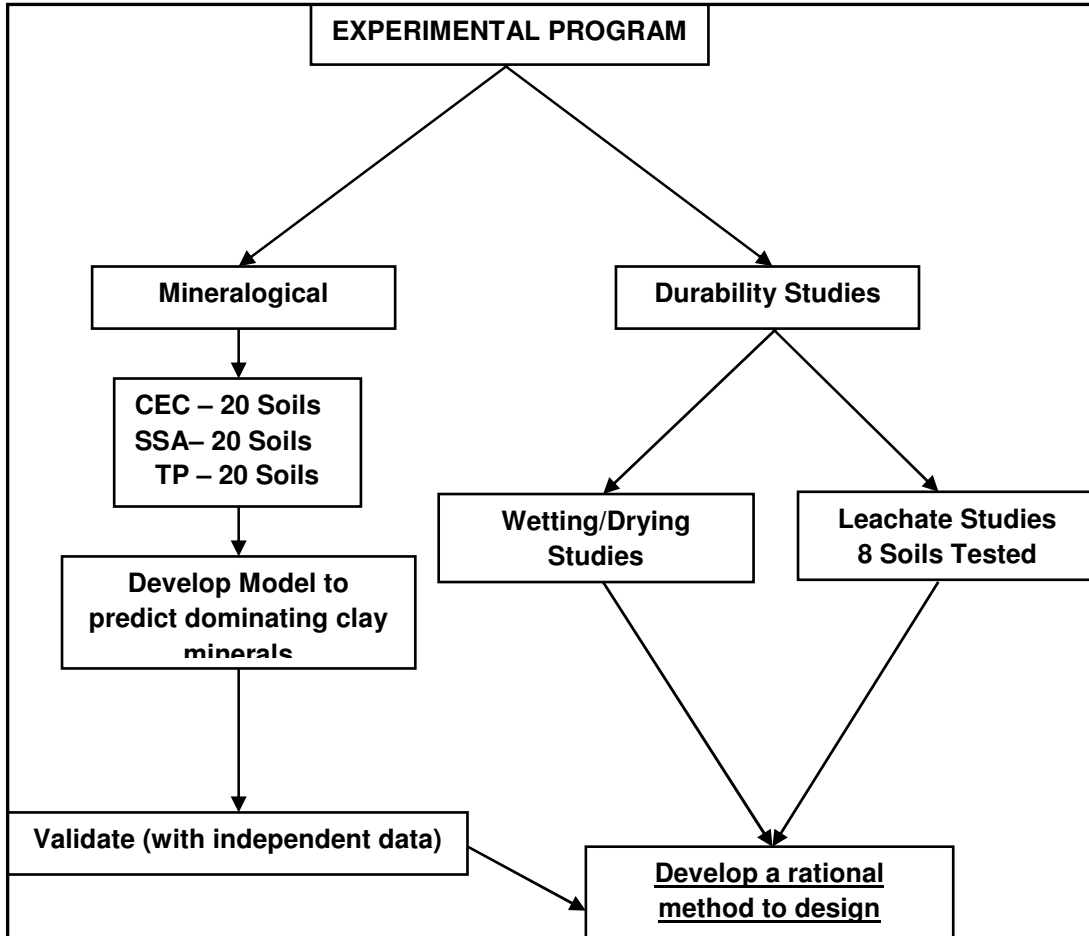 EXPERIMENTAL PROGRAM
Mineralogical
Durability Studies
CEC – 20 Soils
SSA– 20 Soils
TP – 20 Soils
Wetting/Drying
Studies
Leachate Studies
8 Soils Tested
Develop Model to
predict dominating clay
minerals
Validate (with independent data)
Develop a rational
method to design